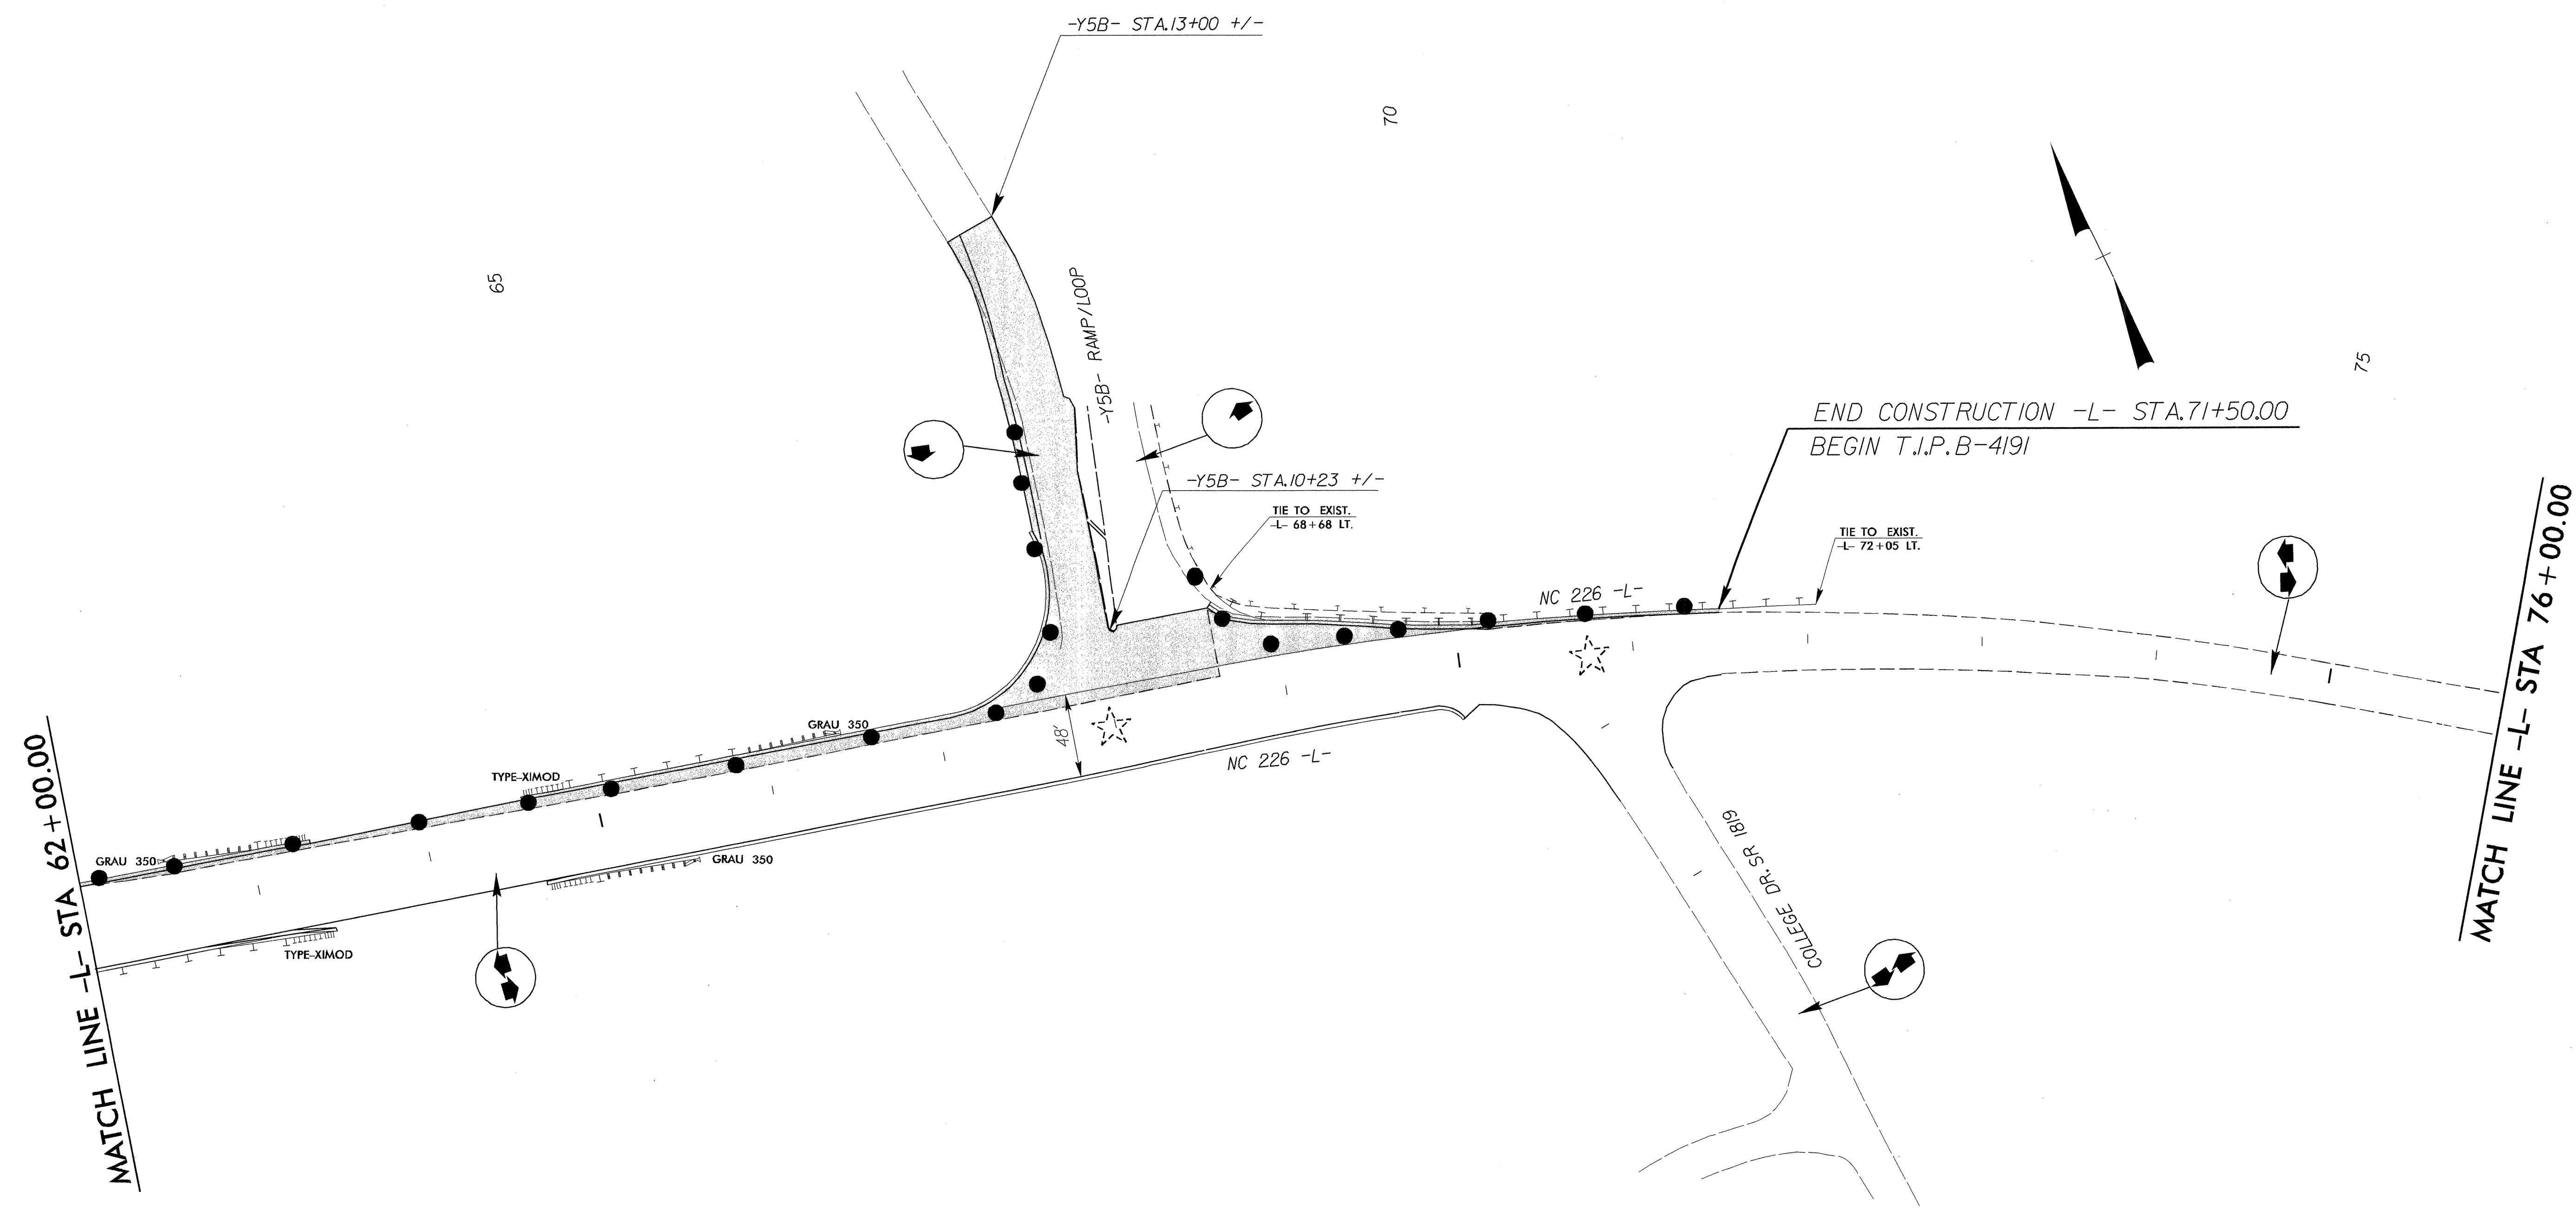 -Y5B- STA.13+00 +/-
70
65
-Y5B- RAMP/LOOP
75
END CONSTRUCTION -L- STA.71+50.00
BEGIN T.I.P.B-4191
-Y5B- STA.10+23 +/-
TIE TO EXIST.
-L- 68+68 LT.
TIE TO EXIST.
-L- 72+05 LT.
NC 226 -L-
MATCH LINE -L- STA 76+00.00
MATCH LINE -L- STA 62+00.00
GRAU 350
48'
NC 226 -L-
TYPE-XIMOD
GRAU 350
GRAU 350
COLLEGE DR. SR 1819
TYPE-XIMOD